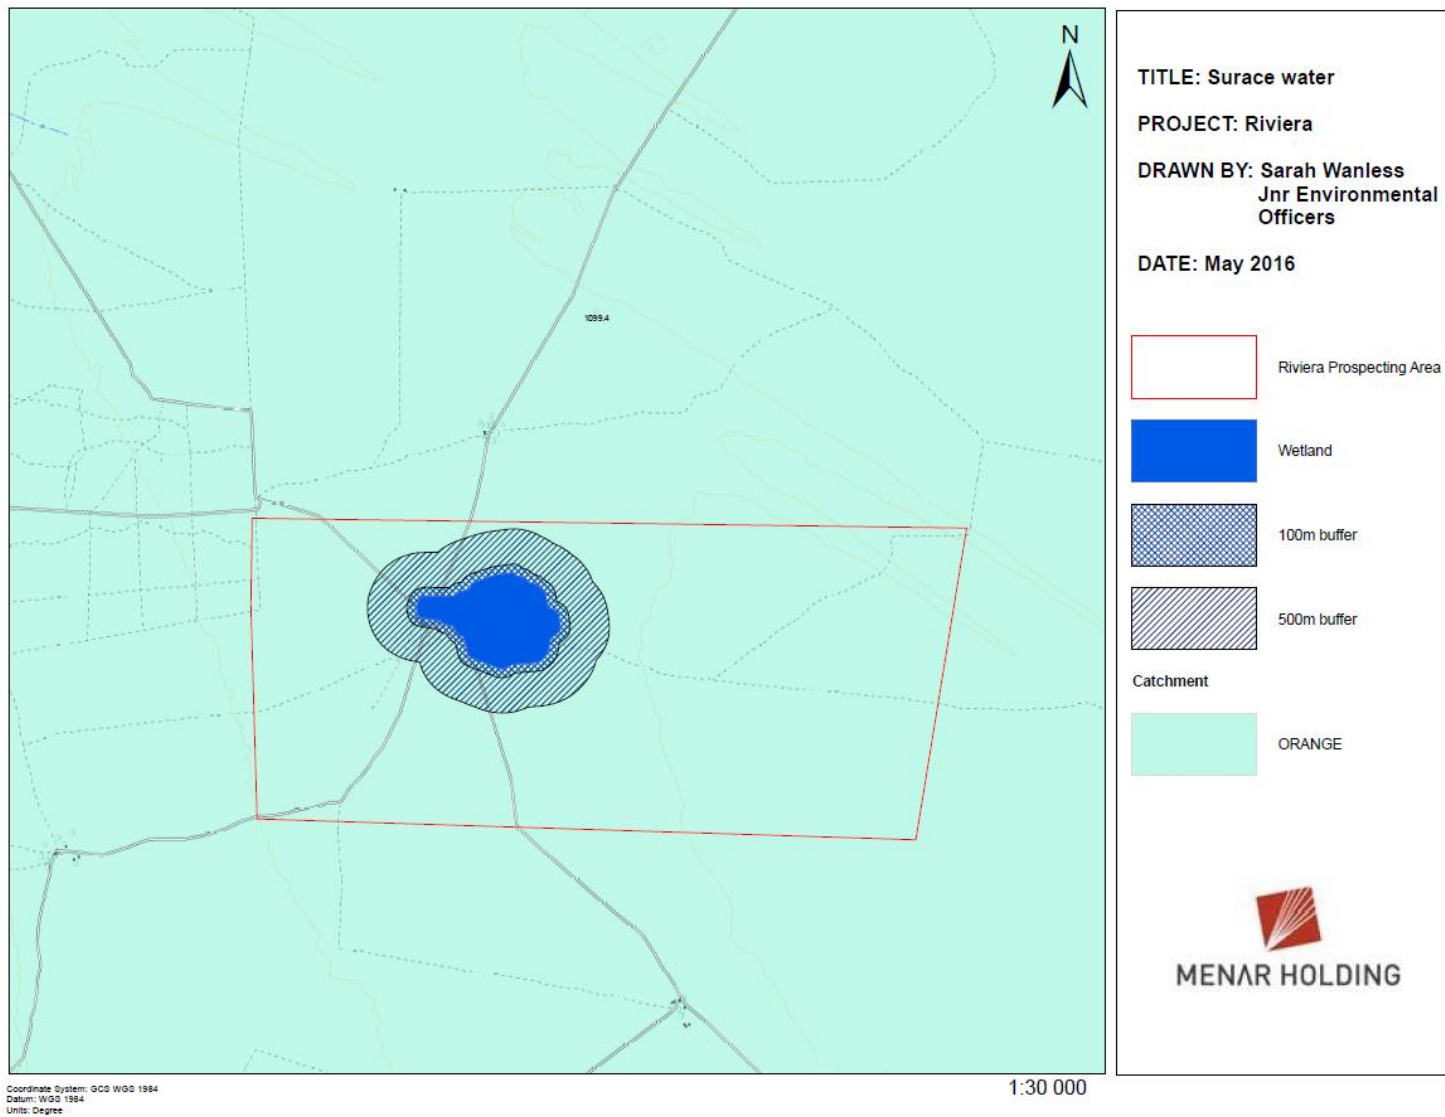 N
1099.4
TITLE: Surace water
PROJECT: Riviera
DRAWN BY: Sarah Wanless
Jnr Environmental
Officers
DATE: May 2016
Riviera Prospecting Area
Wetland
100m buffer
500m buffer
Catchment
ORANGE
MENAR HOLDING
Coordinate System: GCS WGS 1984
Datum: WGS 1984
Units: Degree
1:30 000